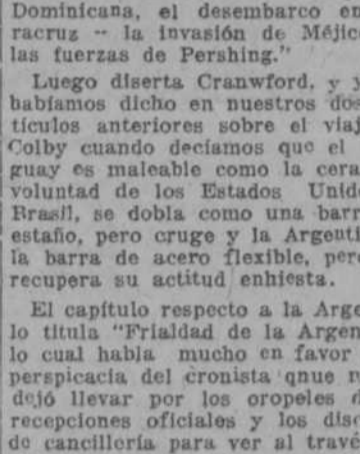 Dominicana, el desembarco en
racruz - la invasión de Méjic
las fuerzas de Pershing."
Luego diserta Cranwford, y y
habíamos dicho en nuestros dos
tículos anteriores sobre el viaj
Colby cuando decíamos que el
guay es maleable como la cera
voluntad de los Estados Unid
Brasil, se dobla como una barr
estaño, pero cruge y la Argenti
la barra de acero flexible, per
recupera su actitud enhiesta.
El capítulo respecto a la Arge
lo titula "Frialdad de la Argen
lo cual habla mucho en favor
perspicacia del cronista qnue n
dejó llevar por los oropeles d
recepciones oficiales y los disc
de cancillería para ver al travé